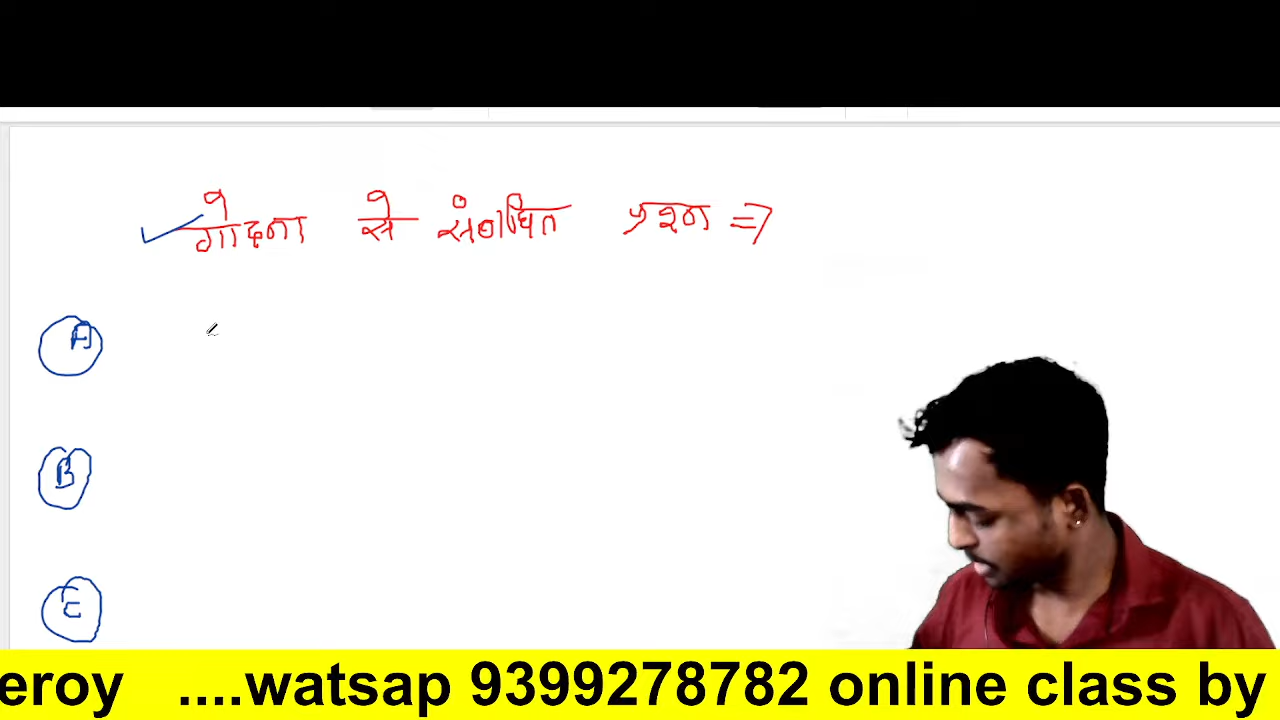 गोदना से संबंधित प्रश्न =>
A
B
C
eroy ....watsap 9399278782 online class by